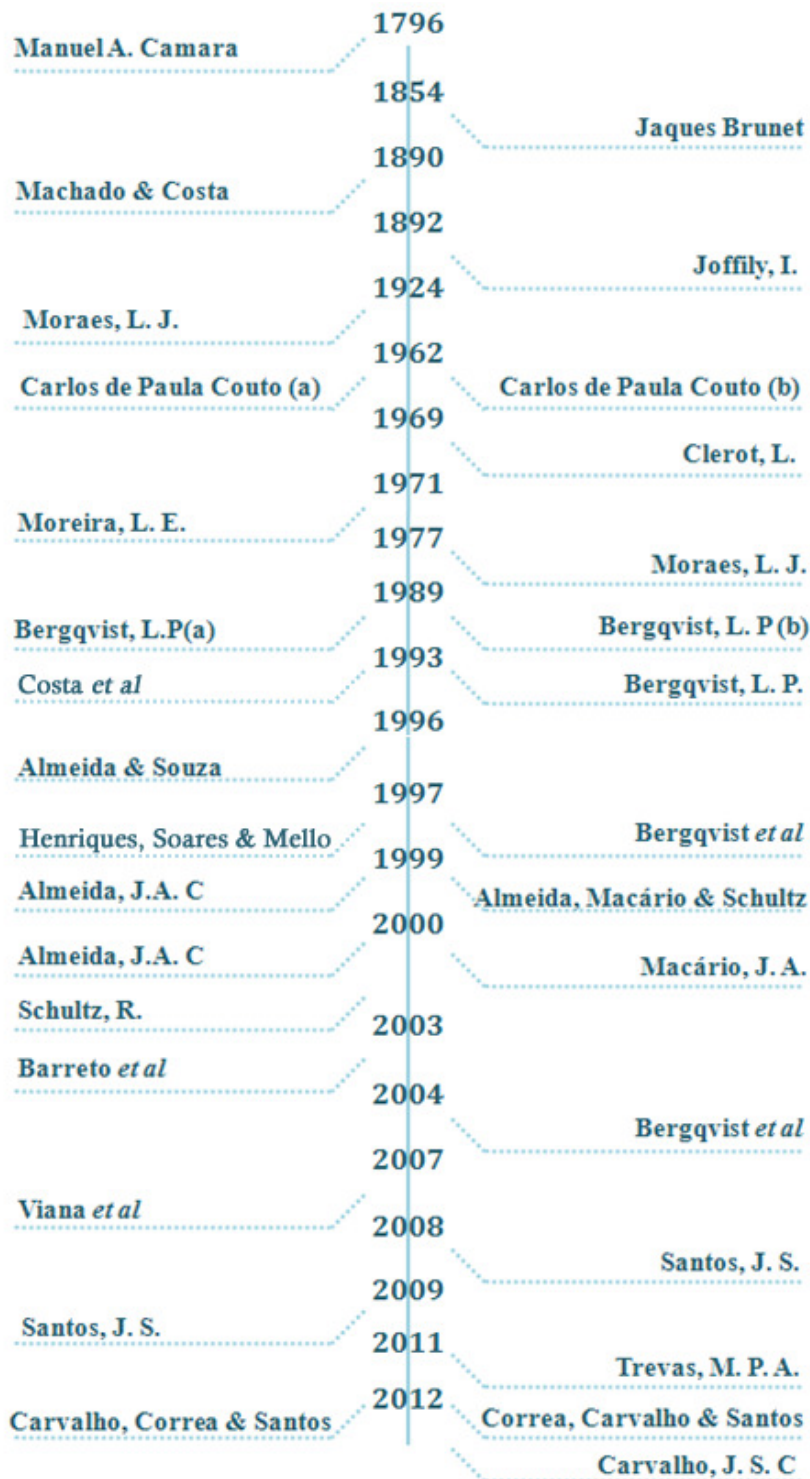 1796
Manuel A. Camara
1854
Jaques Brunet
1890
Machado & Costa
1892
Joffily, I.
1924
Moraes, L. J.
1962
Carlos de Paula Couto (a)
Carlos de Paula Couto (b)
1969
Clerot, L.
1971
Moreira, L. E.
1977
Moraes, L. J.
1989
Bergqvist, L.P(a)
Bergqvist, L. P (b)
1993
Costa et al
Bergqvist, L. P.
1996
Almeida & Souza
1997
Henriques, Soares & Mello
Bergqvist et al
1999
Almeida, J.A. C
Almeida, Macário & Schultz
2000
Almeida, J.A. C
Macário, J. A.
Schultz, R.
2003
Barreto et al
2004
Bergqvist et al
2007
Viana et al
2008
Santos, J. S.
2009
Santos, J. S.
2011
Trevas, M. P. A.
2012
Carvalho, Correa & Santos
Correa, Carvalho & Santos
Carvalho, J. S. C